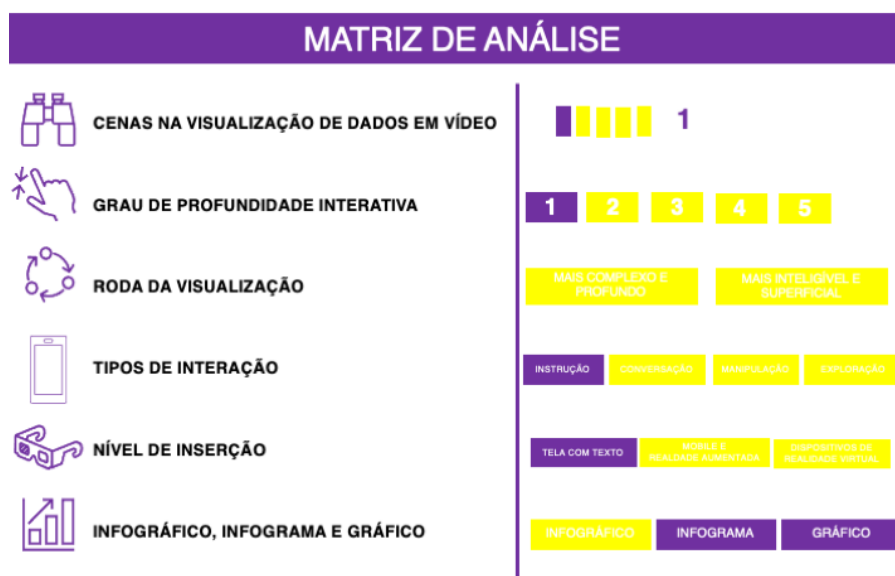 MATRIZ DE ANÁLISE
CENAS NA VISUALIZAÇÃO DE DADOS EM VÍDEO
1
GRAU DE PROFUNDIDADE INTERATIVA
1 2 3 4 5
RODA DA VISUALIZAÇÃO
MAIS COMPLEXO E
PROFUNDO
MAIS INTELIGÍVEL E
SUPERFICIAL
TIPOS DE INTERAÇÃO
INSTRUÇÃO CONVERSAÇÃO MANIPULAÇÃO EXPLORAÇÃO
NÍVEL DE INSERÇÃO
TELA COM TEXTO
MOBILE E
REALDADE AUMENTADA
DISPOSITIVOS DE
REALIDADE VIRTUAL
INFOGRÁFICO, INFOGRAMA E GRÁFICO
INFOGRÁFICO INFOGRAMA GRÁFICO